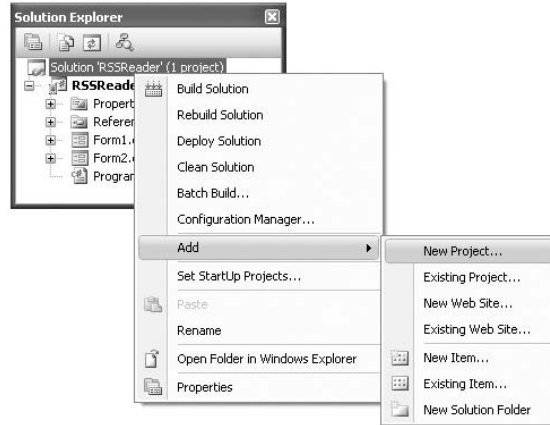 Solution Explorer
Solution 'RSSReader' (1 project)
RSSReade
Propert
Referen
Form1.
Form2.
Program
Build Solution
Rebuild Solution
Deploy Solution
Clean Solution
Batch Build...
Configuration Manager...
Add
Set StartUp Projects...
Paste
Rename
Open Folder in Windows Explorer
Properties
New Project...
Existing Project...
New Web Site...
Existing Web Site...
New Item...
Existing Item...
New Solution Folder